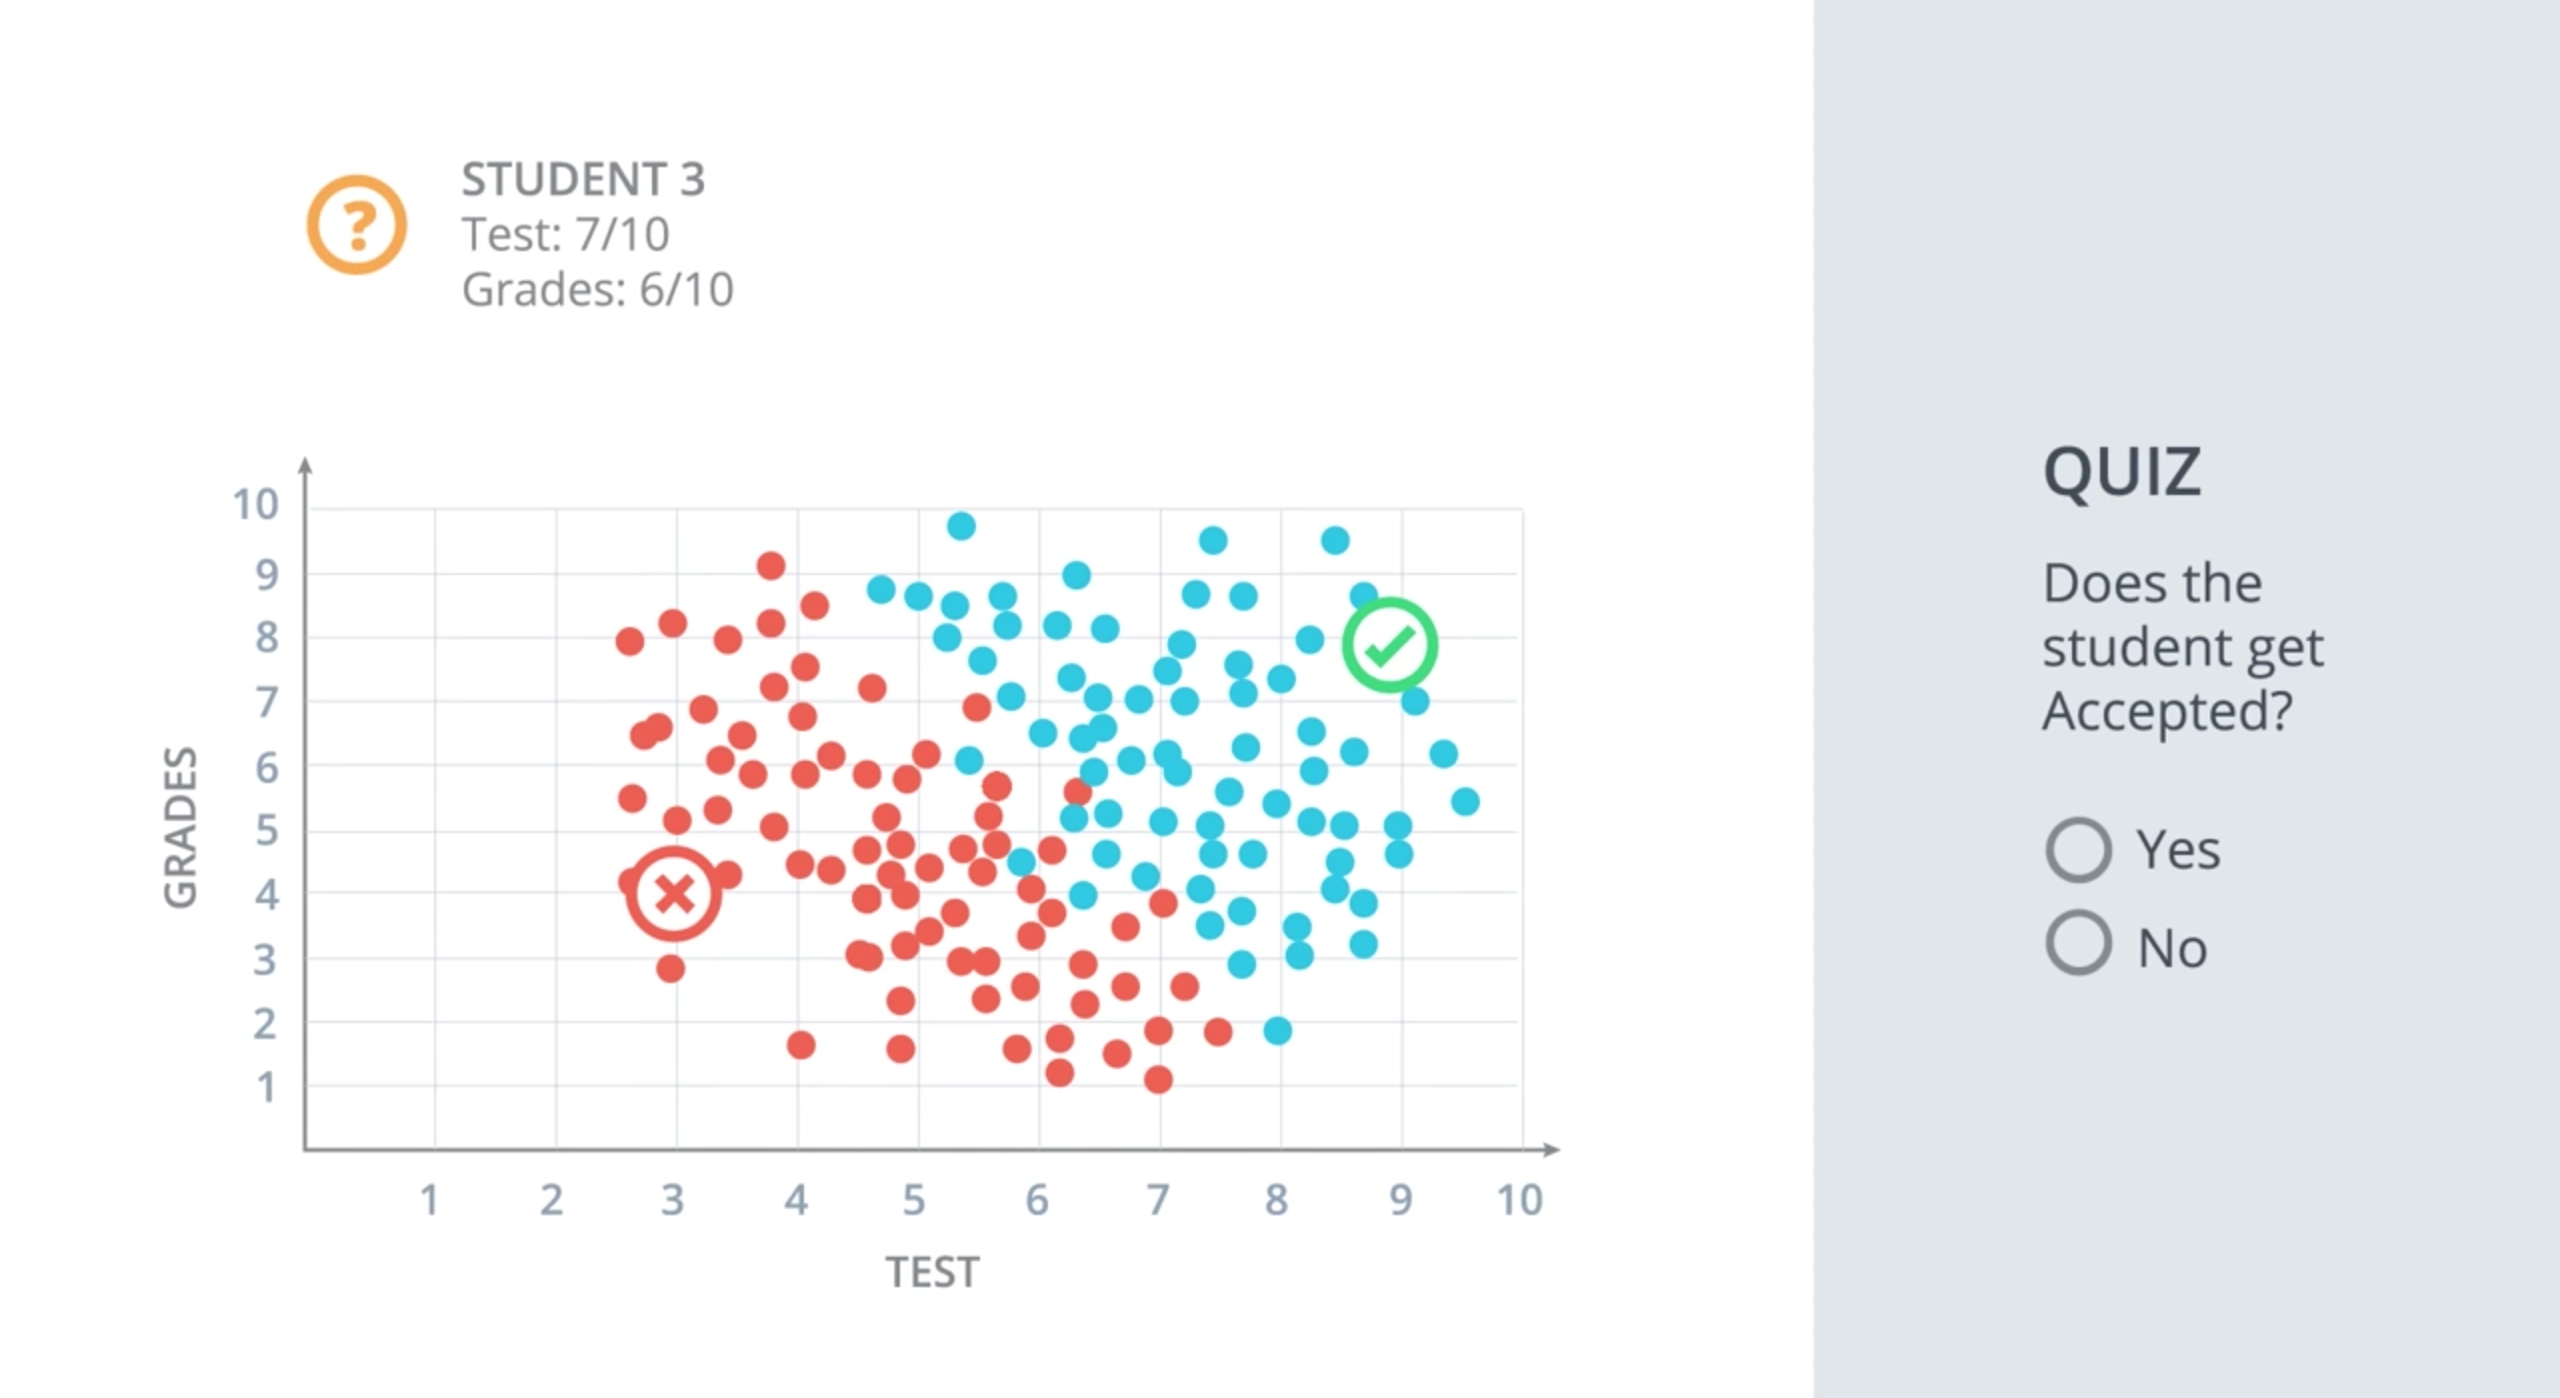 ?
STUDENT 3
Test: 7/10
Grades: 6/10
10
9
8
7
6
5
4
3
2
1
GRADES
1 2 3 4 5 6 7 8 9 10
TEST
QUIZ
Does the
student get
Accepted?
Yes
No